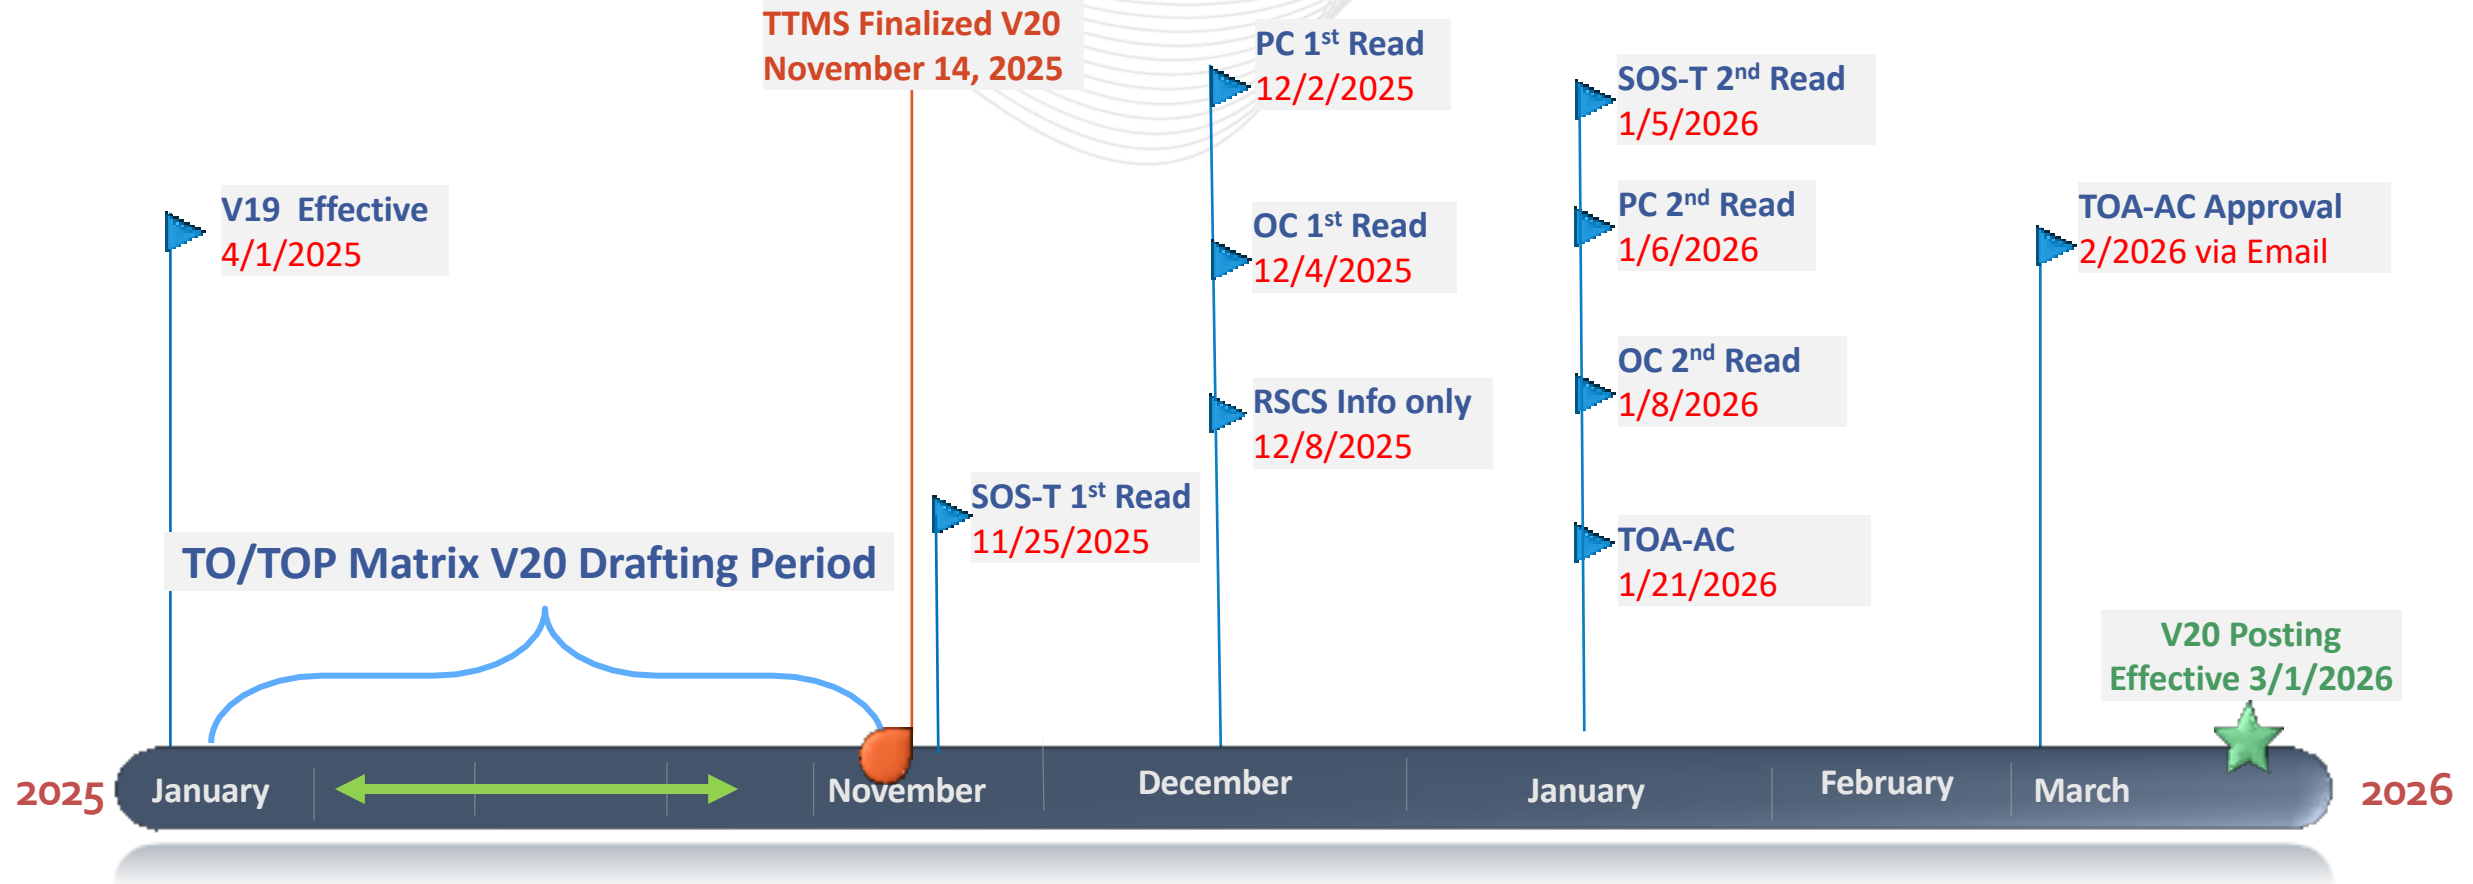 TTMS Finalized V20
November 14, 2025
PC 1st Read
12/2/2025
SOS-T 2nd Read
1/5/2026
V19  Effective
4/1/2025
OC 1st Read
12/4/2025
PC 2nd Read
1/6/2026
TOA-AC Approval
2/2026 via Email
RSCS Info only
12/8/2025
OC 2nd Read
1/8/2026
SOS-T 1st Read
11/25/2025
TO/TOP Matrix V20 Drafting Period
TOA-AC
1/21/2026
V20 Posting
Effective 3/1/2026
2025
January
November
December
January
February
March
2026